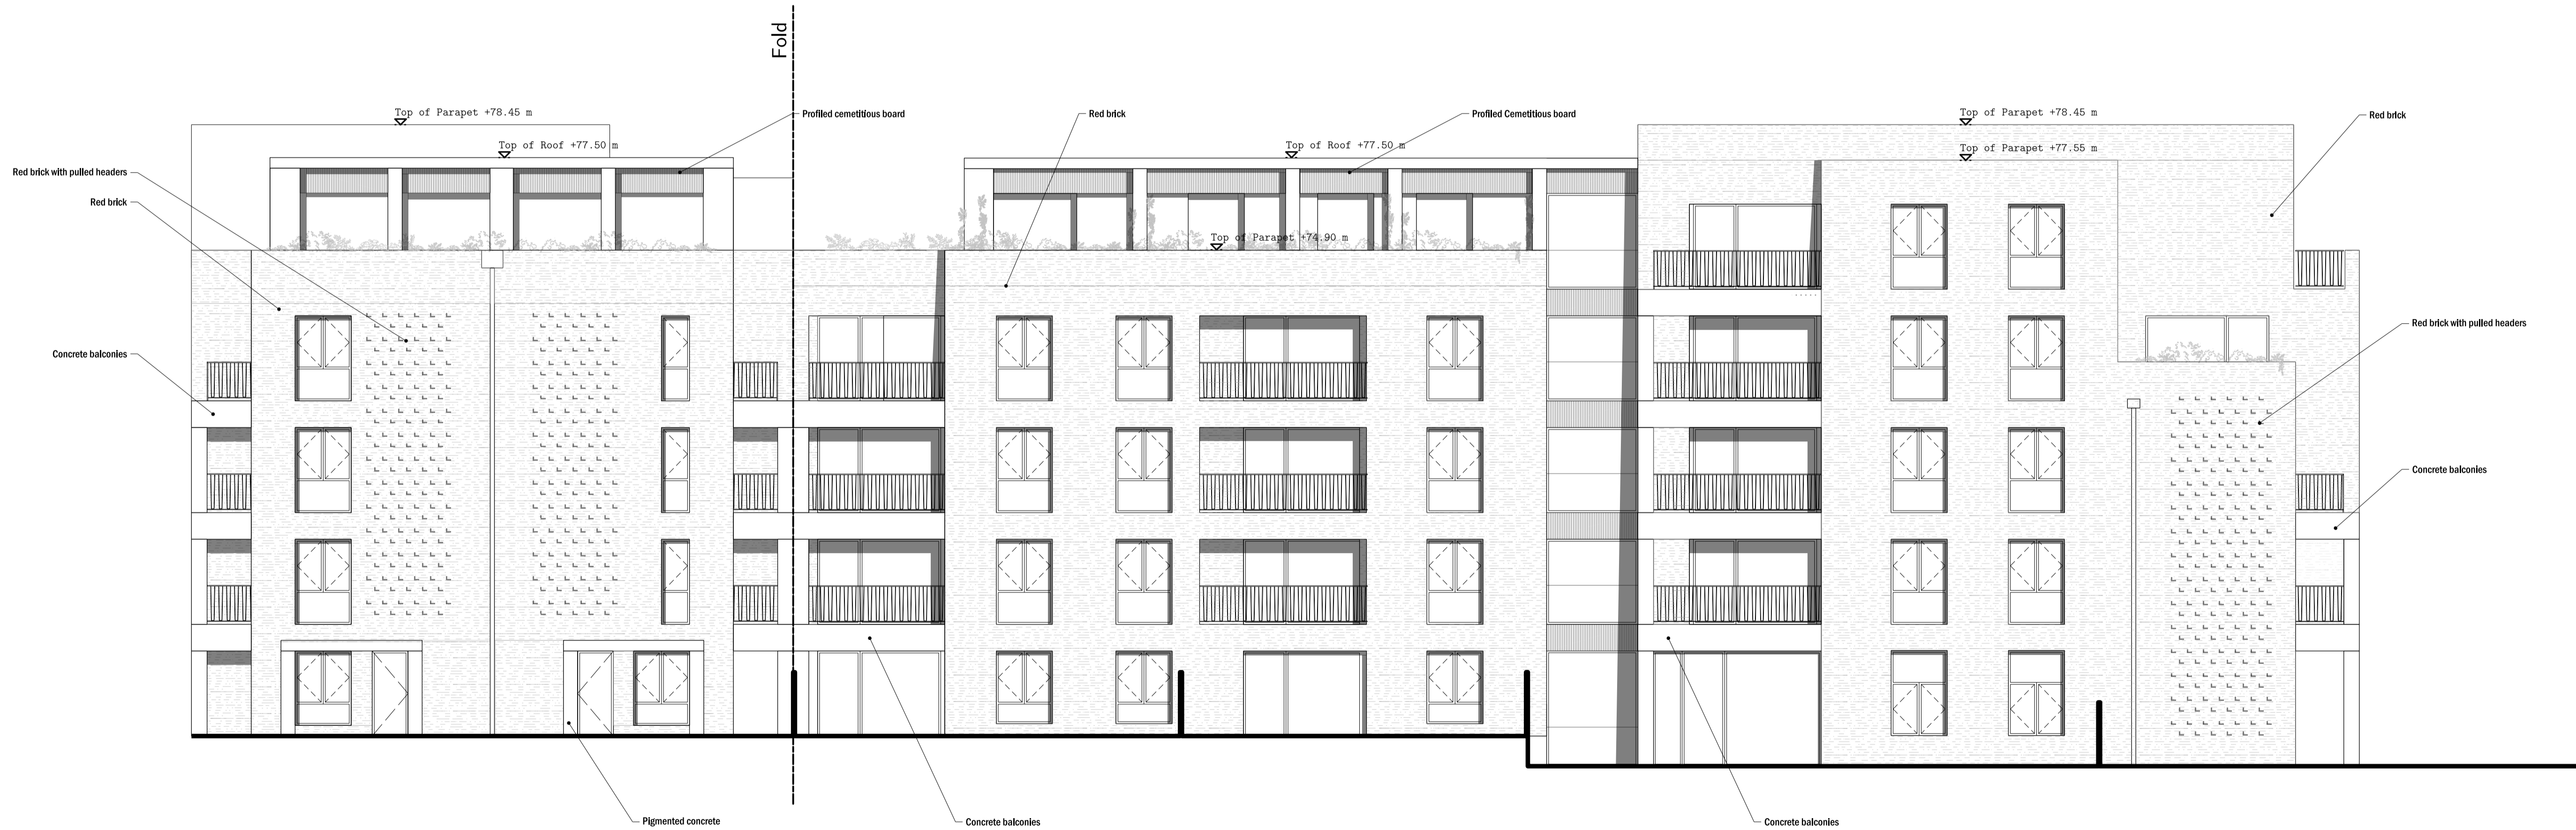 Fold
Top of Parapet +78.45 m
Profiled cemetitious board
Red brick
Profiled Cemetitious board
Top of Parapet +78.45 m
Red brick
Top of Roof +77.50 m
Top of Roof +77.50 m
Top of Parapet +77.55 m
Red brick with pulled headers
Red brick
Top of Parapet +74.90 m
Red brick with pulled headers
Concrete balconies
Concrete balconies
Pigmented concrete
Concrete balconies
Concrete balconies